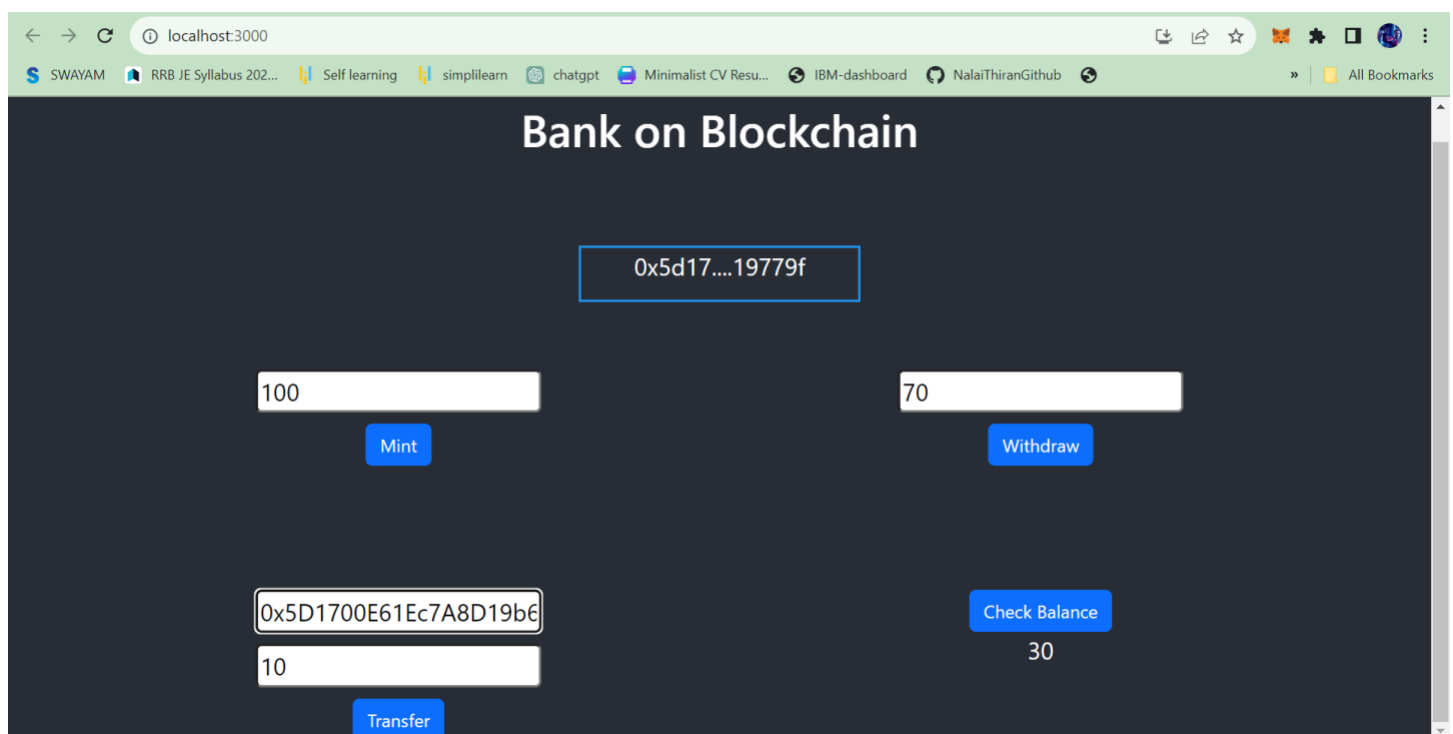 localhost:3000
SWAYAM RRB JE Syllabus 202... Self learning simplilearn chatgpt Minimalist CV Resu... IBM-dashboard NalaiThiranGithub » All Bookmarks
Bank on Blockchain
0x5d17....19779f
100 70
Mint Withdraw
0x5D1700E61Ec7A8D19b6 Check Balance
30
10
Transfer